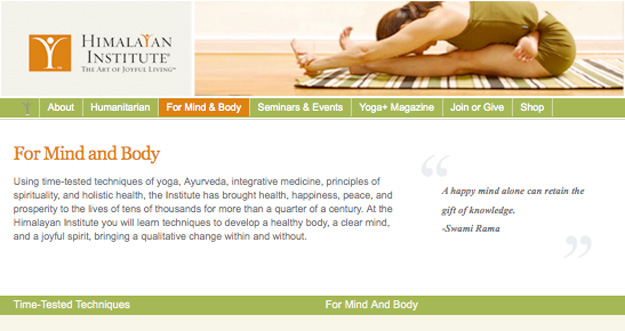 HIMALAYAN
INSTITUTE®
THE ART OF JOYFUL LIVING™
About Humanitarian For Mind & Body Seminars & Events Yoga+ Magazine Join or Give Shop
For Mind and Body
Using time-tested techniques of yoga, Ayurveda, integrative medicine, principles of
spirituality, and holistic health, the Institute has brought health, happiness, peace, and
prosperity to the lives of tens of thousands for more than a quarter of a century. At the
Himalayan Institute you will learn techniques to develop a healthy body, a clear mind,
and a joyful spirit, bringing a qualitative change within and without.
“
A happy mind alone can retain the
gift of knowledge.
-Swami Rama
”
Time-Tested Techniques For Mind And Body